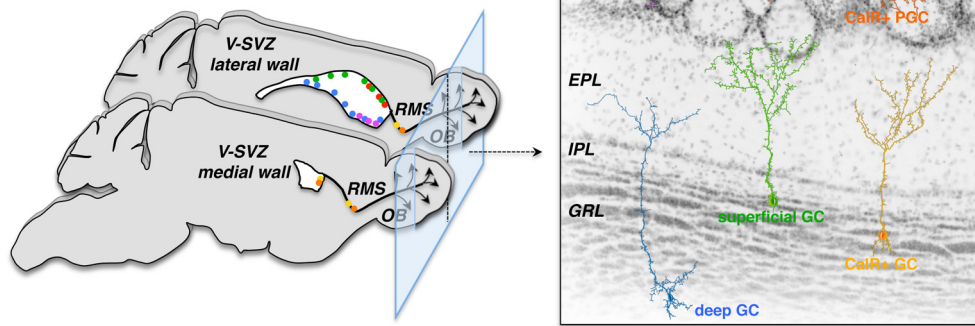 V-SVZ
lateral wall
RMS
OB
V-SVZ
medial wall
RMS
OB
CalR+ PGC
EPL
IPL
GRL
superficial GC
CalR+ GC
deep GC